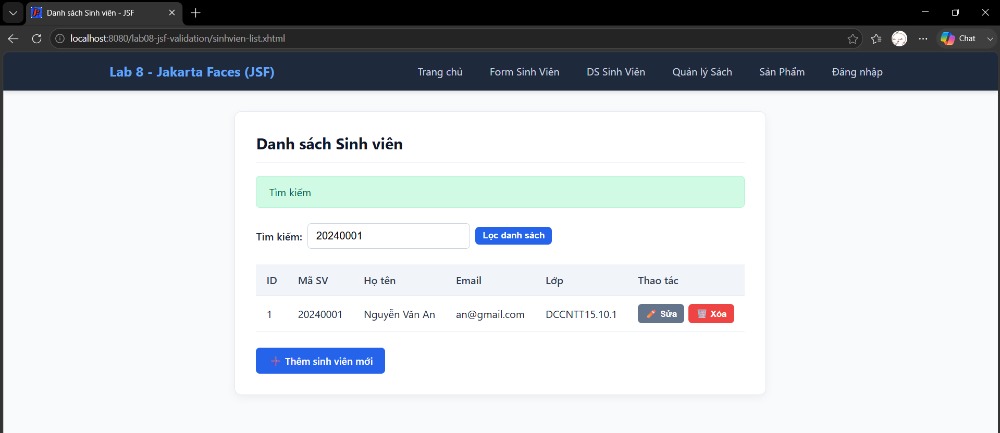 Danh sách Sinh viên - JSF
localhost:8080/lab08-jsf-validation/sinhvien-list.xhtml
Chat
Lab 8 - Jakarta Faces (JSF)
Trang chủ
Form Sinh Viên
DS Sinh Viên
Quản lý Sách
Sản Phẩm
Đăng nhập
Danh sách Sinh viên
Tìm kiếm
Tìm kiếm: 20240001 Lọc danh sách
ID Mã SV Họ tên Email Lớp Thao tác
1 20240001 Nguyễn Văn An an@gmail.com DCCNTT15.10.1 Sửa Xóa
Thêm sinh viên mới